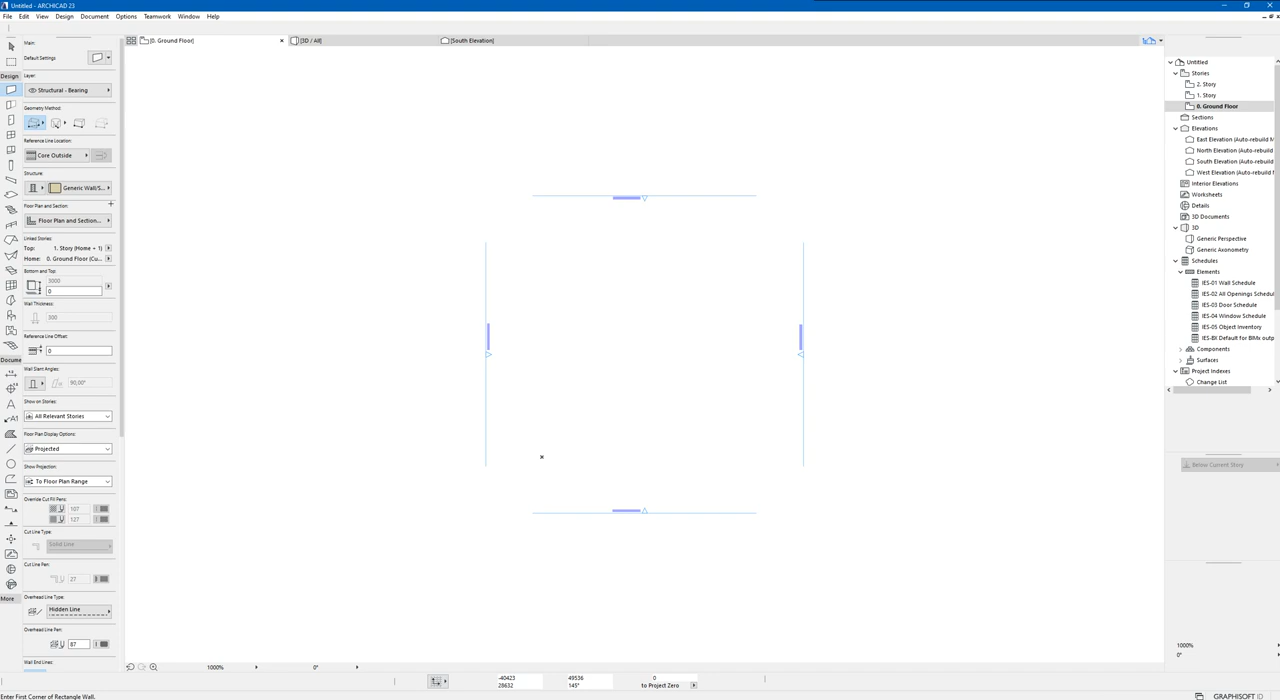 Untitled - ARCHICAD 23
File Edit View Design Document Options Teamwork Window Help
[0. Ground Floor]
[3D / All]
[South Elevation]
Main:
Default Settings
Design
Layer:
Structural - Bearing
Geometry Method:
Reference Line Location:
Core Outside
Structure:
Generic Wall/S...
Floor Plan and Section:
Floor Plan and Section...
Linked Stories:
Top: 1. Story (Home + 1)
Home: 0. Ground Floor (Cu...
Bottom and Top:
3000
0
Wall Thickness:
300
Reference Line Offset:
0
Docume
Wall Slant Angles:
90,00°
Show on Stories:
All Relevant Stories
Floor Plan Display Options:
Projected
Show Projection:
To Floor Plan Range
Override Cut Fill Pens:
107
127
Cut Line Type:
Solid Line
Cut Line Pen:
27
Overhead Line Type:
Hidden Line
More
Overhead Line Pen:
87
Wall End Lines:
Untitled
Stories
2. Story
1. Story
0. Ground Floor
Sections
Elevations
East Elevation (Auto-rebuild
North Elevation (Auto-rebuild
South Elevation (Auto-rebuild
West Elevation (Auto-rebuild
Interior Elevations
Worksheets
Details
3D Documents
3D
Generic Perspective
Generic Axonometry
Schedules
Elements
IES-01 Wall Schedule
IES-02 All Openings Schedu
IES-03 Door Schedule
IES-04 Window Schedule
IES-05 Object Inventory
IES-BX Default for BIMx outp
Components
Surfaces
Project Indexes
Change List
Below Current Story
1000%
0°
1000%
0°
-40423
28632
49536
145°
0
to Project Zero
Enter First Corner of Rectangle Wall.
GRAPHISOFT ID